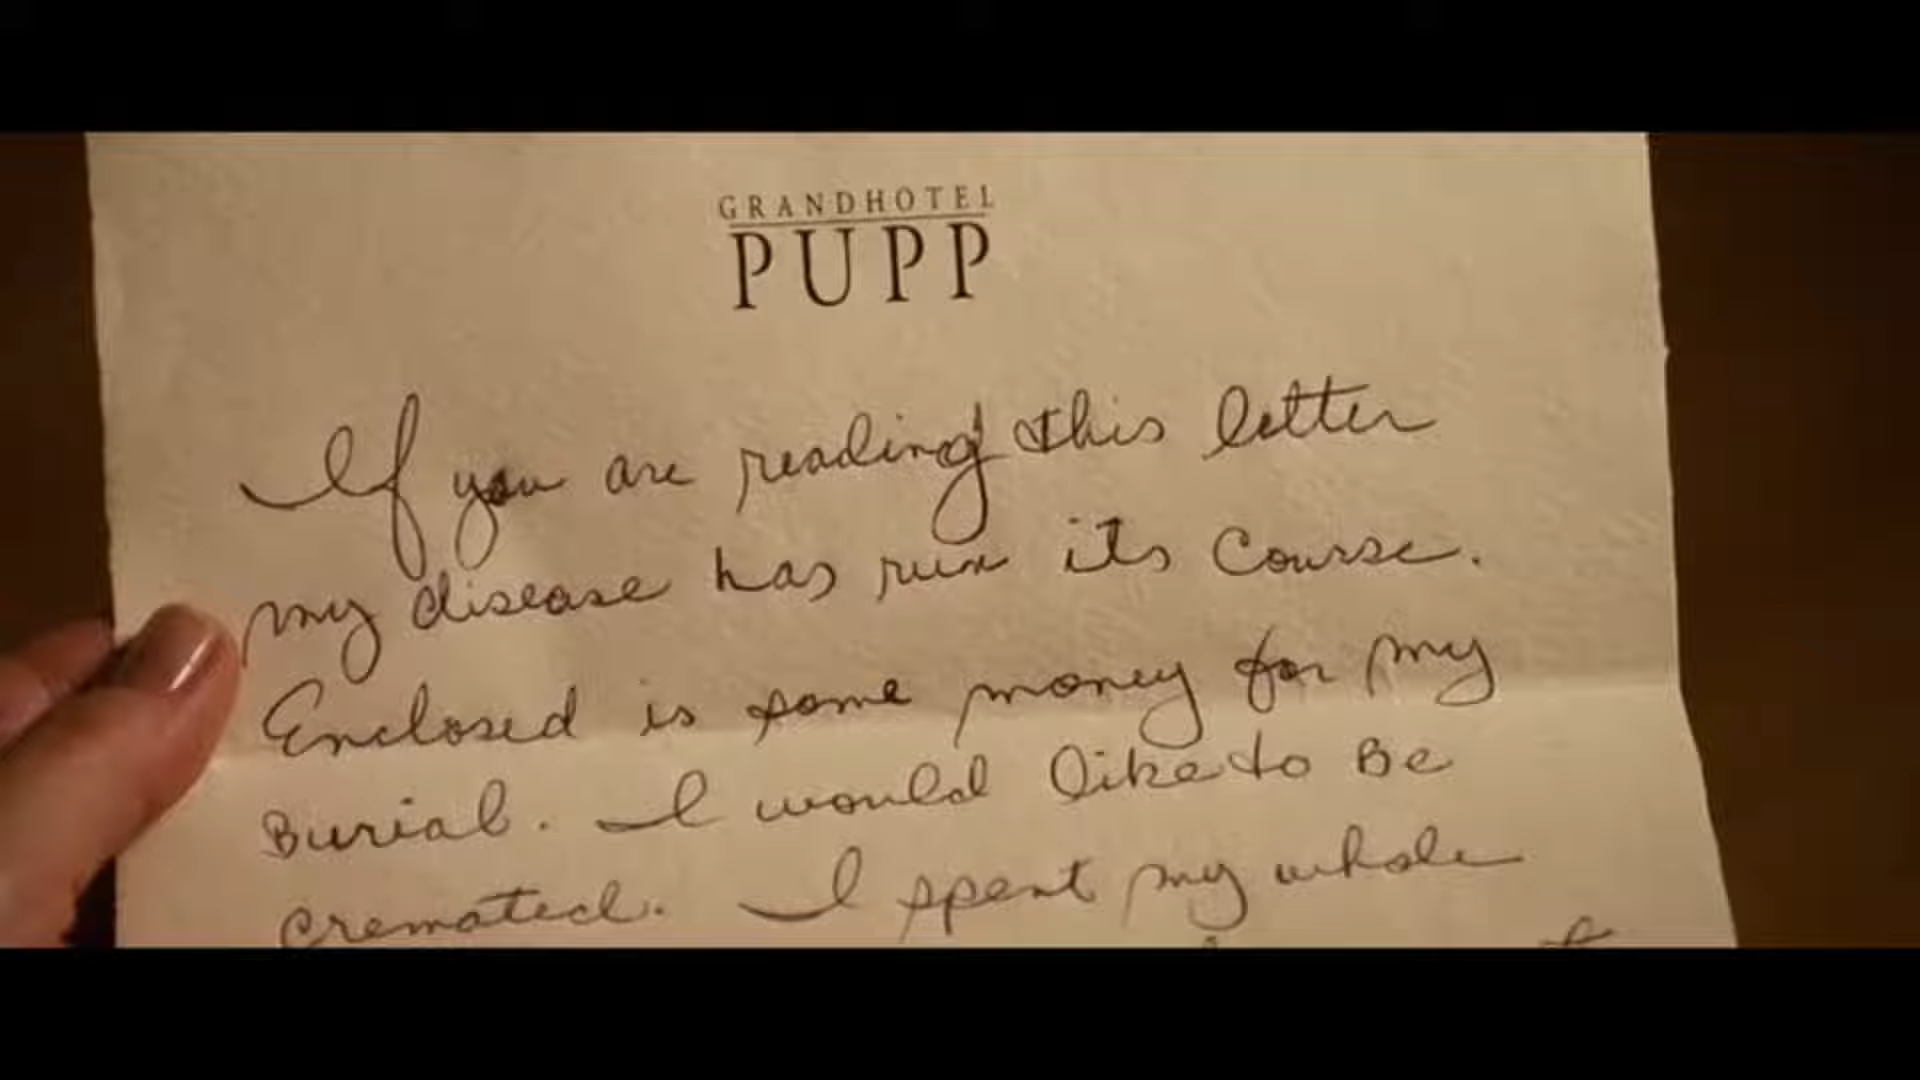 GRANDHOTEL
PUPP
If you are reading this letter
my disease has run its course.
Enclosed is some money for my
Burial. I would like to Be
cremated. I spent my whole